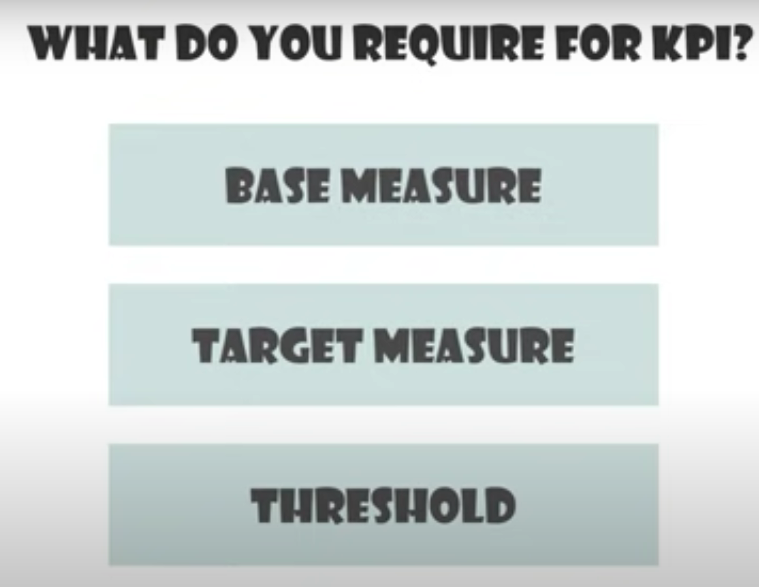 WHAT DO YOU REQUIRE FOR KPI?
BASE MEASURE
TARGET MEASURE
THRESHOLD